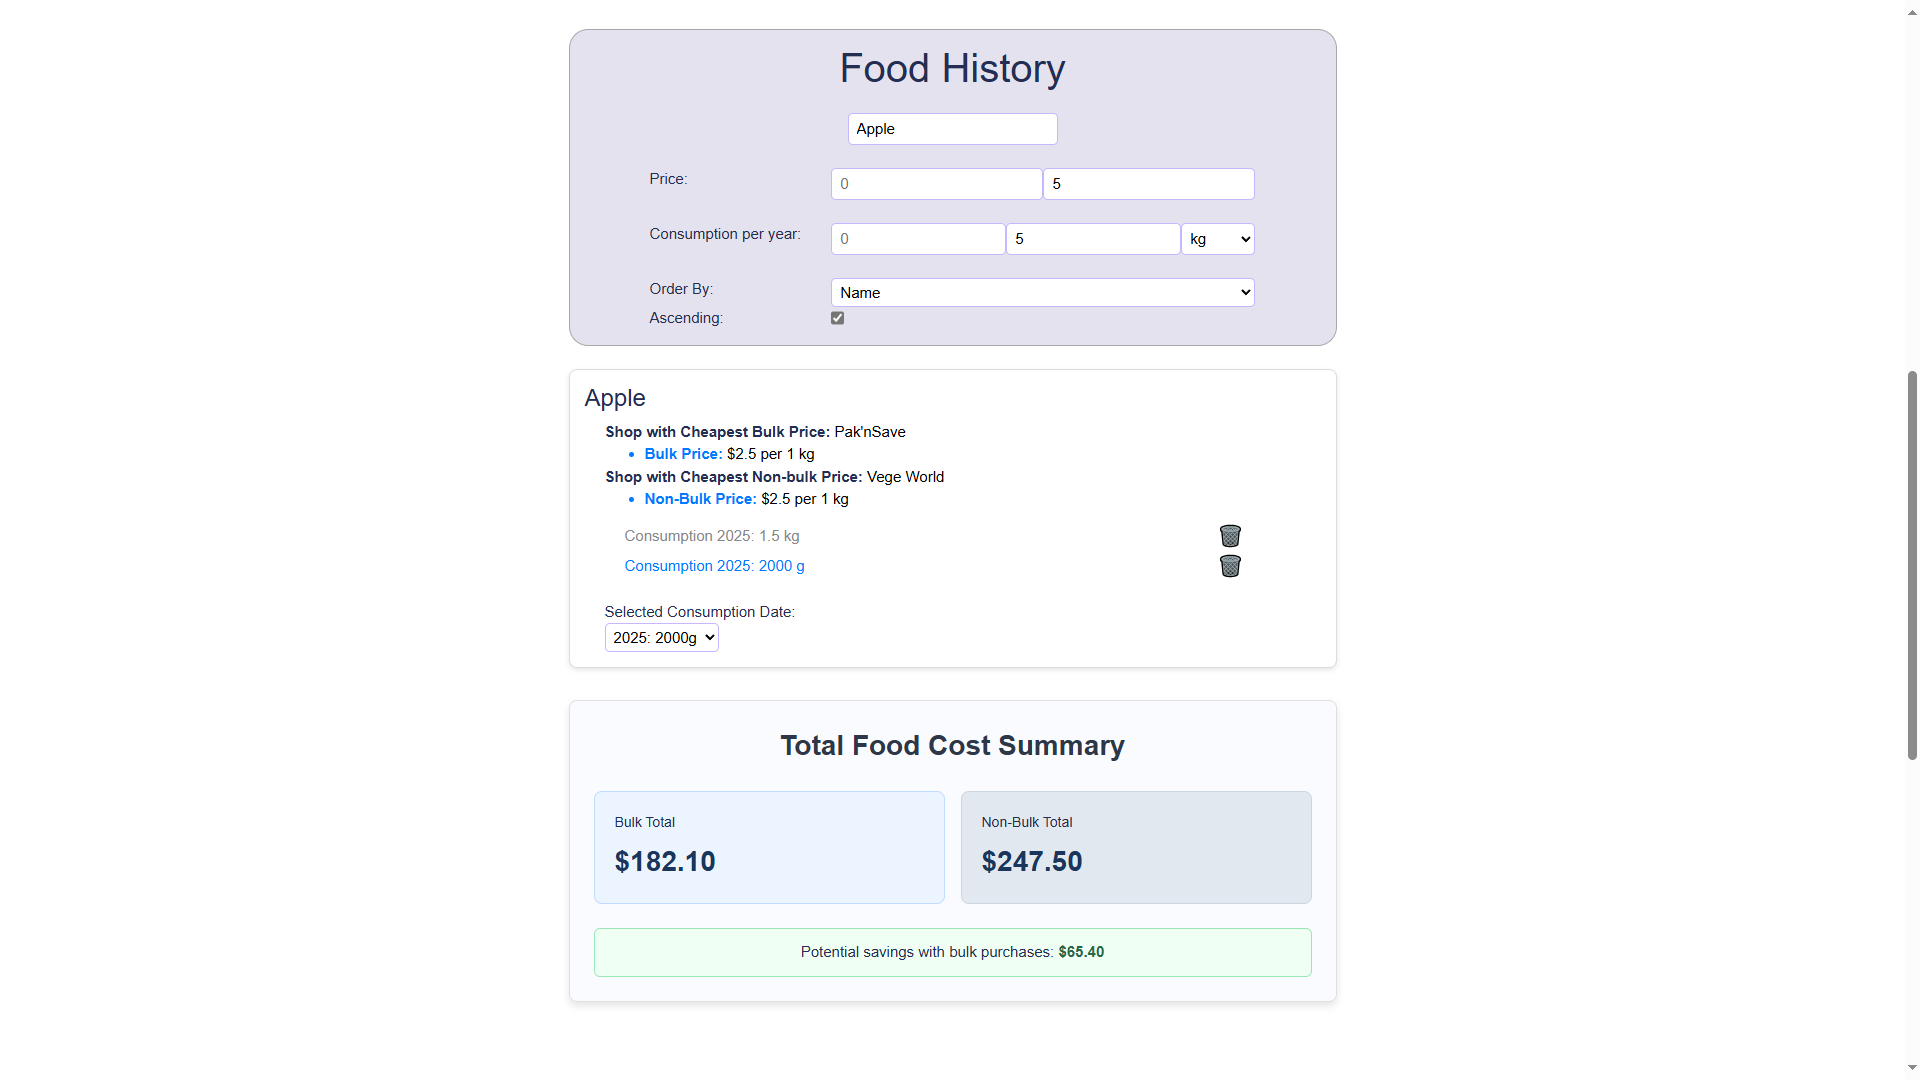 Food History
Apple
Price: 0 5
Consumption per year: 0 5 kg
Order By: Name
Ascending:
Apple
Shop with Cheapest Bulk Price: Pak'nSave
• Bulk Price: $2.5 per 1 kg
Shop with Cheapest Non-bulk Price: Vege World
• Non-Bulk Price: $2.5 per 1 kg
Consumption 2025: 1.5 kg
Consumption 2025: 2000 g
Selected Consumption Date:
2025: 2000g
Total Food Cost Summary
Bulk Total
$182.10
Non-Bulk Total
$247.50
Potential savings with bulk purchases: $65.40